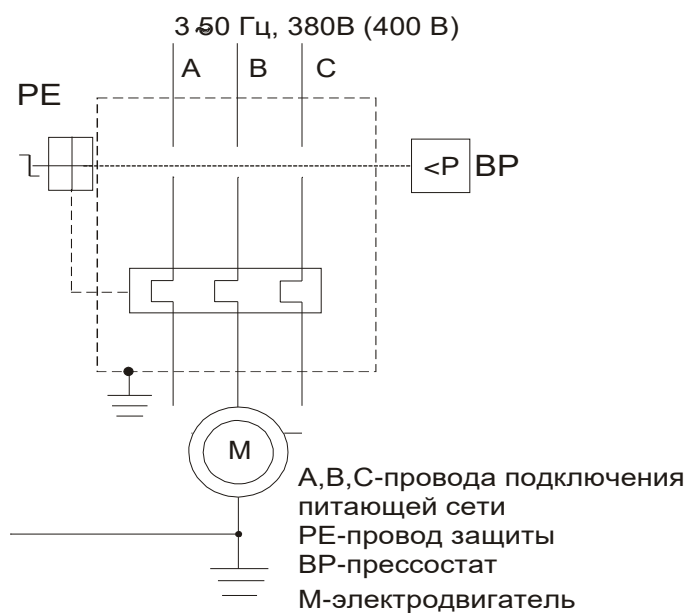 3 ~50 Гц, 380В (400 В)
A B C
PE
<P BP
M
A,B,C-провода подключения
питающей сети
PE-провод защиты
BP-прессостат
М-электродвигатель